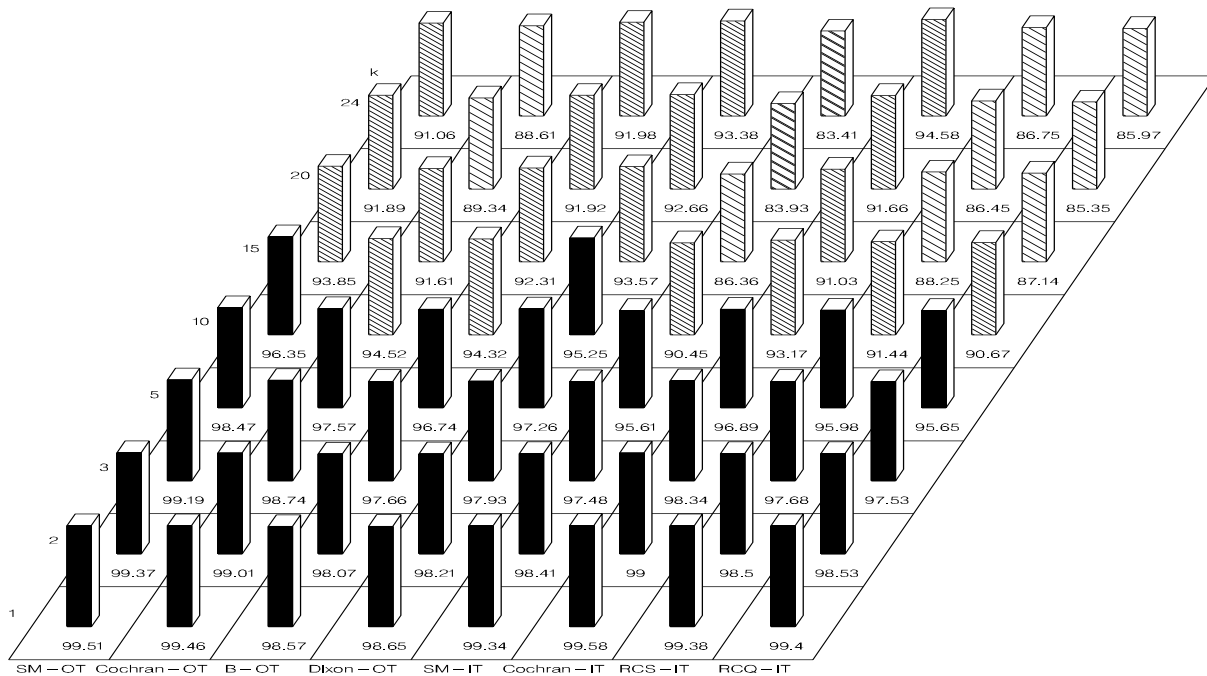 k
91.06 88.61 91.98 93.38 83.41 94.58 86.75 85.97
24
91.89 89.34 91.92 92.66 83.93 91.66 86.45 85.35
20
93.85 91.61 92.31 93.57 86.36 91.03 88.25 87.14
15
96.35 94.52 94.32 95.25 90.45 93.17 91.44 90.67
10
98.47 97.57 96.74 97.26 95.61 96.89 95.98 95.65
5
99.19 98.74 97.66 97.93 97.48 98.34 97.68 97.53
3
99.37 99.01 98.07 98.21 98.41 99 98.5 98.53
2
99.51 99.46 98.57 98.65 99.34 99.58 99.38 99.4
1
SM – OT Cochran – OT B – OT Dixon – OT SM – IT Cochran – IT RCS – IT RCQ – IT